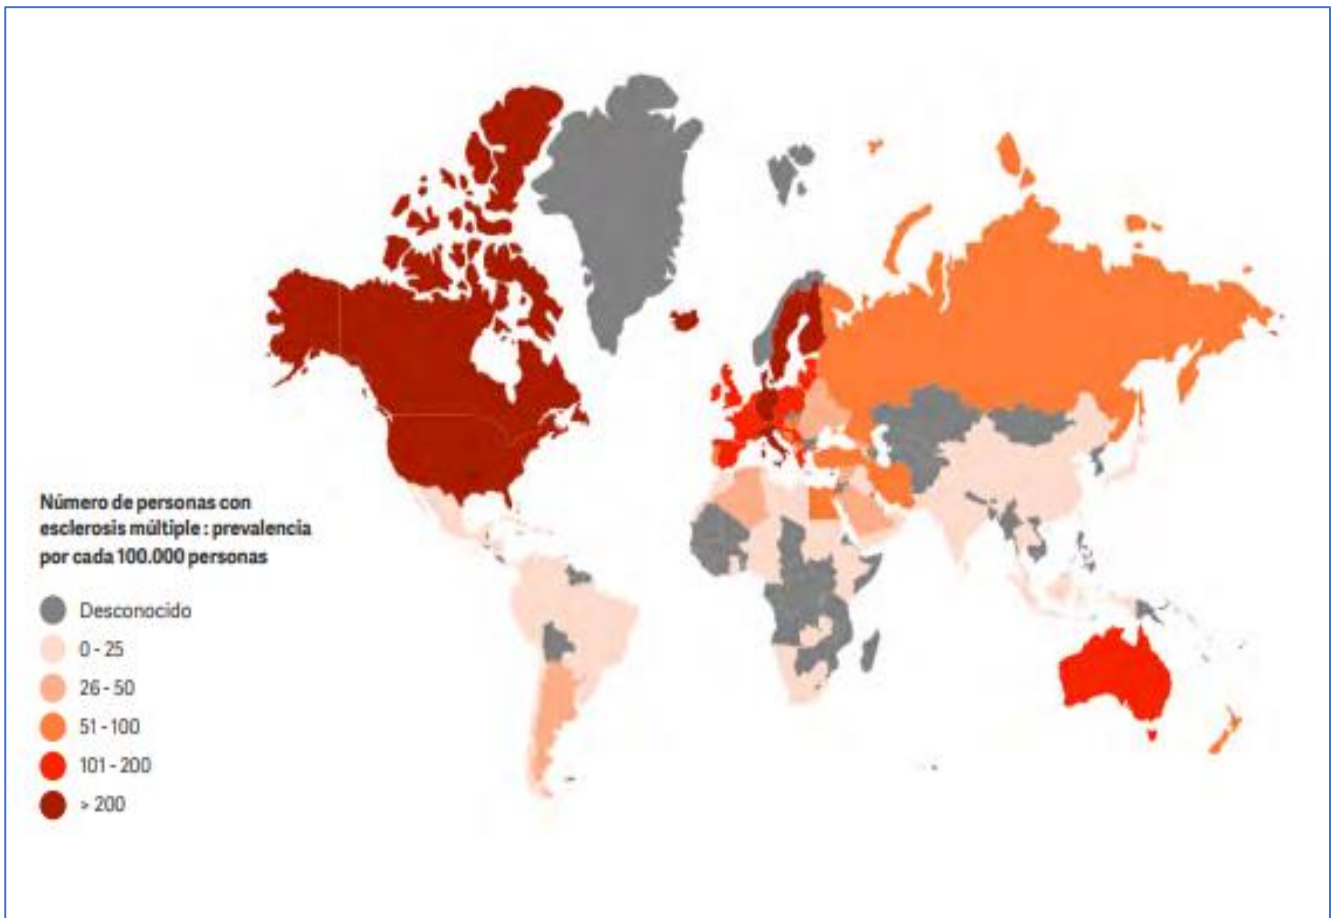 Número de personas con
esclerosis múltiple : prevalencia
por cada 100.000 personas
Desconocido
0 - 25
26 - 50
51 - 100
101 - 200
> 200